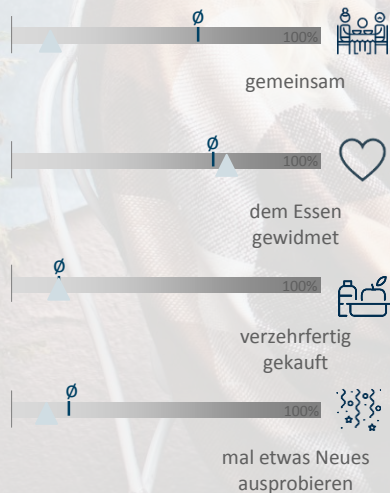 Ø
100%
gemeinsam
Ø
100%
dem Essen
gewidmet
Ø
100%
verzehrfertig
gekauft
Ø
100%
mal etwas Neues
ausprobieren